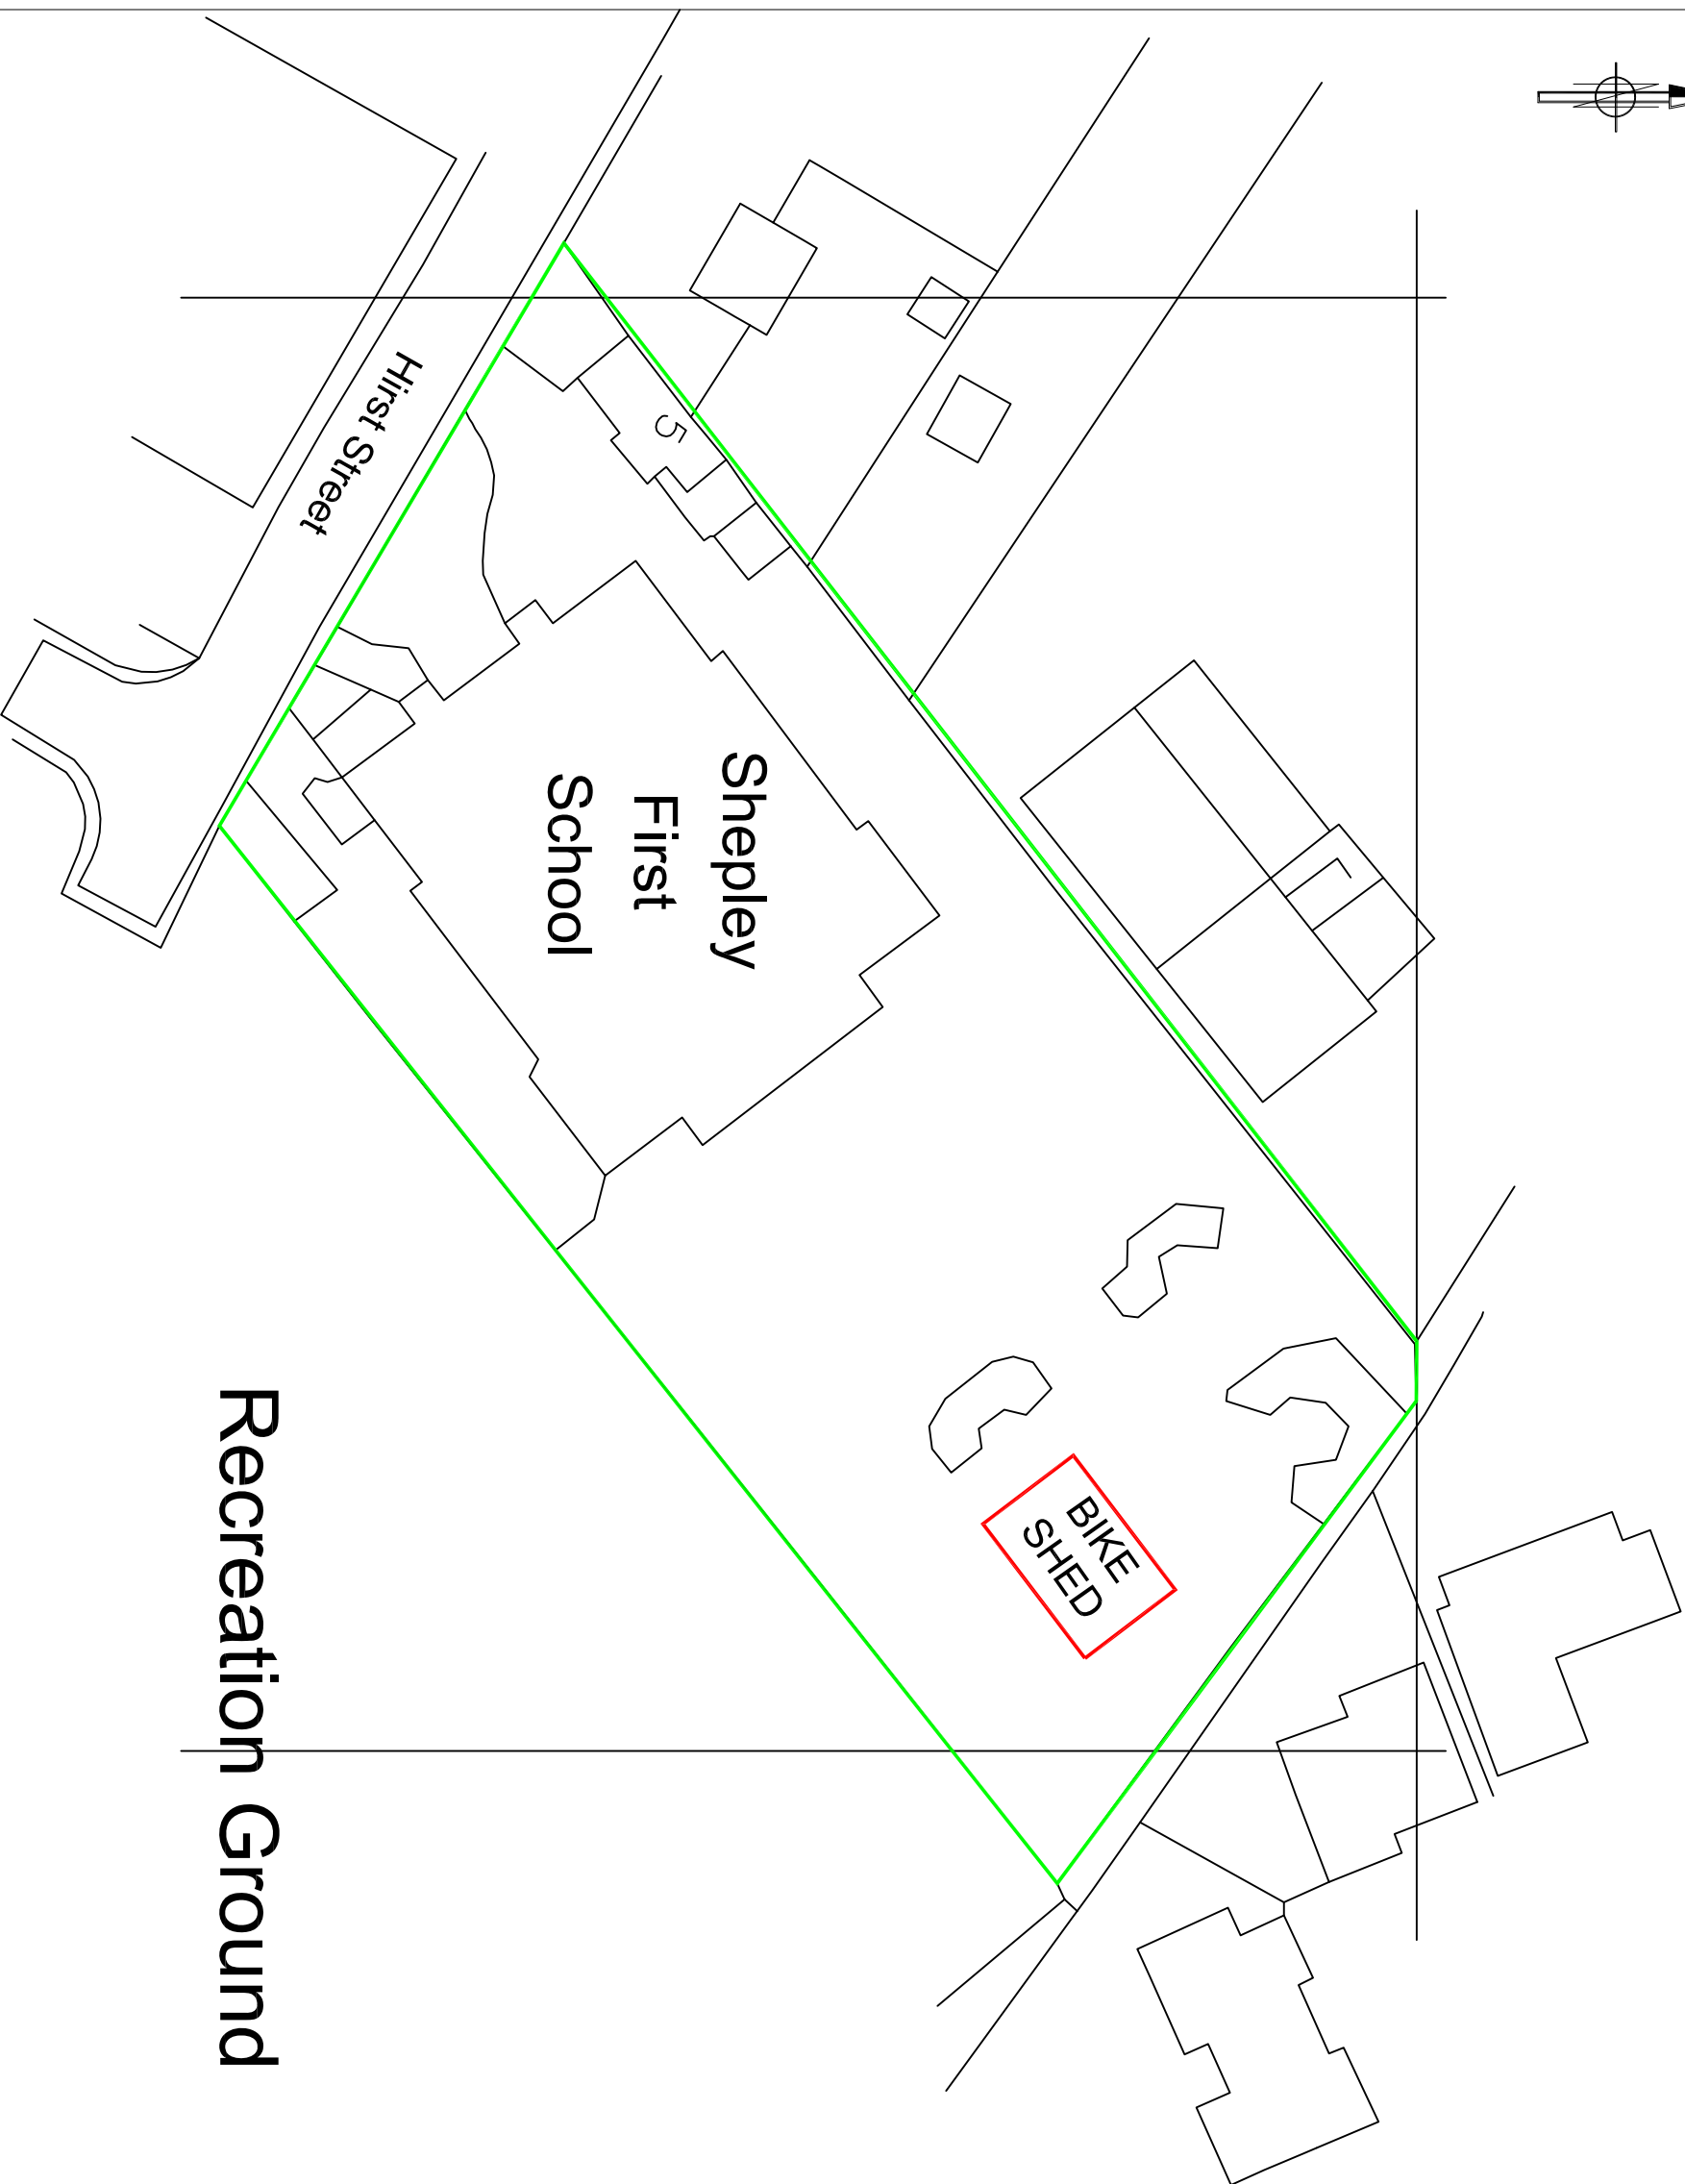 Hirst Street
5
Shepley
First
School
BIKE
SHED
Recreation Ground